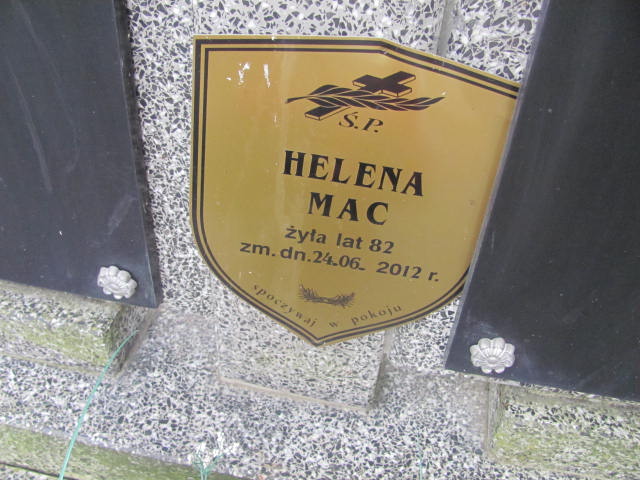 Ś.P.
HELENA
MAC
żyła lat 82
zm. dn. 24-06- 2012 r.
spoczywaj w pokoju